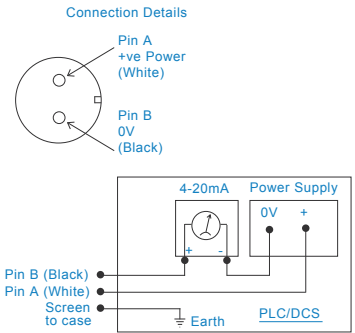 Connection Details
Pin A
+ve Power
(White)
Pin B
0V
(Black)
4-20mA
Power Supply
0V +
+ -
Pin B (Black)
Pin A (White)
Screen
to case
Earth
PLC/DCS